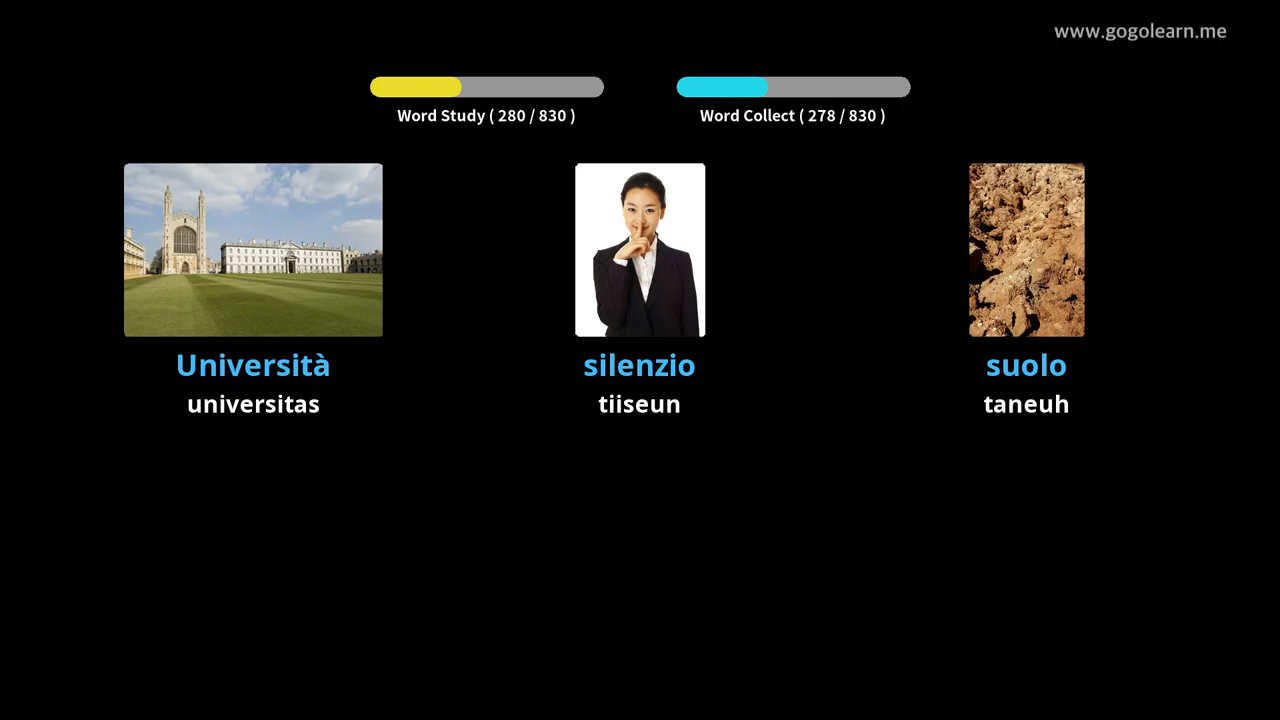 www.gogolearn.me
Word Study ( 280 / 830 )
Word Collect ( 278 / 830 )
Università
silenzio
suolo
universitas
tiiseun
taneuh